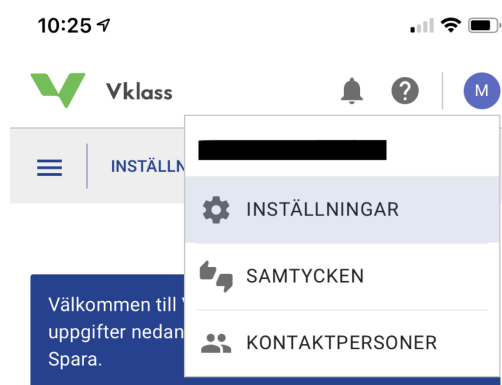 10:25
Vklass
M
INSTÄLLN
INSTÄLLNINGAR
SAMTYCKEN
KONTAKTPERSONER
Välkommen till
uppgifter nedan
Spara.